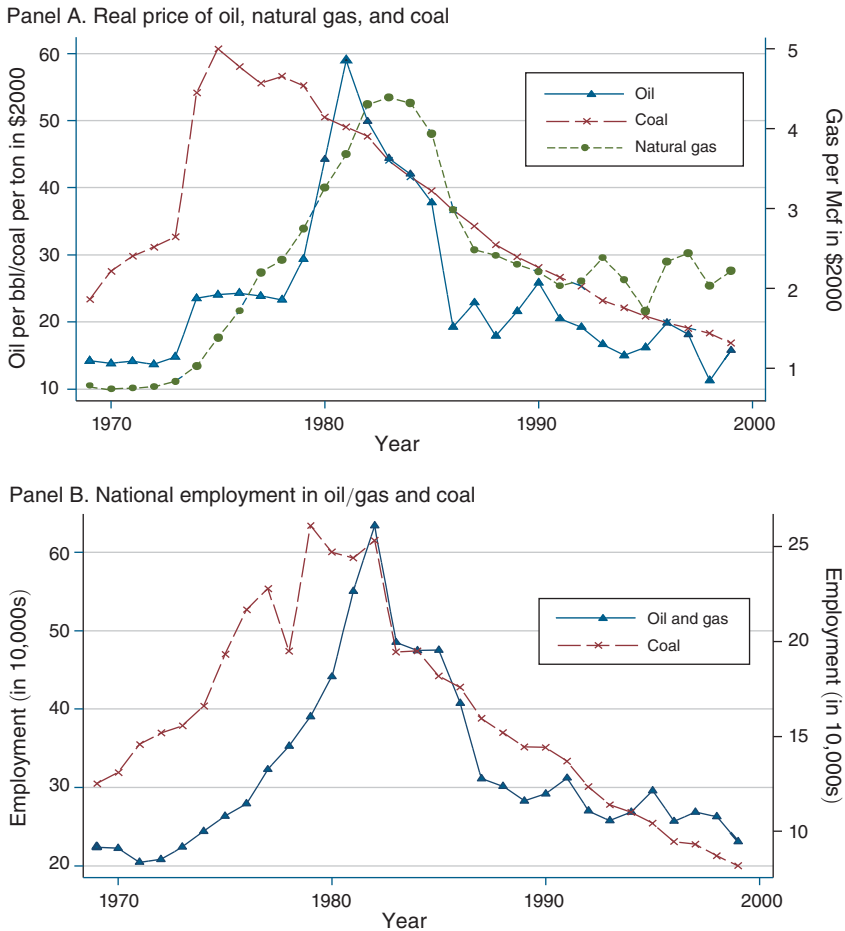 Panel A. Real price of oil, natural gas, and coal
Oil per bbl/coal per ton in $2000
60
50
40
30
20
10
5
4
3
2
1
Gas per Mcf in $2000
Oil
Coal
Natural gas
1970
1980
1990
2000
Year
Panel B. National employment in oil/gas and coal
Employment (in 10,000s)
60
50
40
30
20
25
20
15
10
Employment (in 10,000s)
Oil and gas
Coal
1970
1980
1990
2000
Year